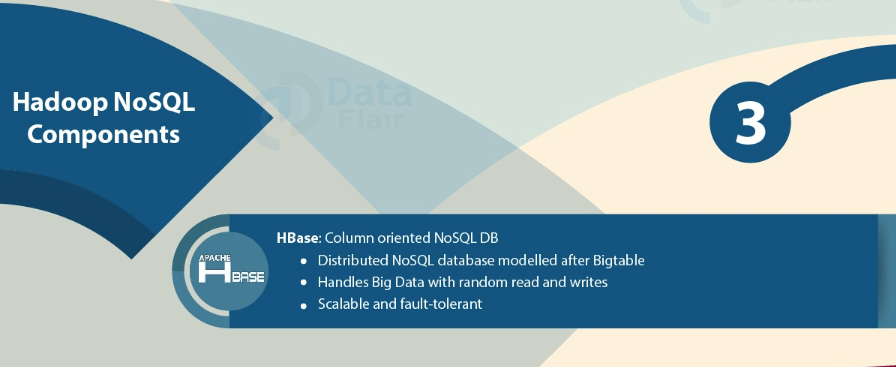 Hadoop NoSQL
Components
Data
Flair
3
APACHE
HBASE
HBase: Column oriented NoSQL DB
• Distributed NoSQL database modelled after Bigtable
• Handles Big Data with random read and writes
• Scalable and fault-tolerant